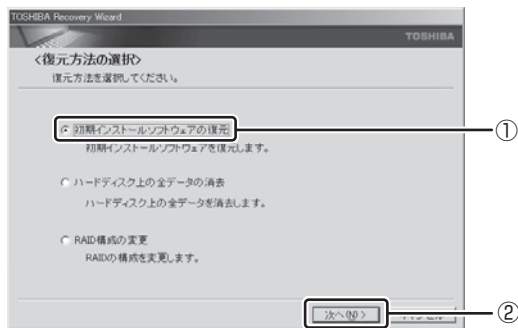 TOSHIBA Recovery Wizard
TOSHIBA
<復元方法の選択>
復元方法を選択してください。
初期インストールソフトウェアの復元
①
初期インストールソフトウェアを復元します。
ハードディスク上の全データの消去
ハードディスク上の全データを消去します。
RAID構成の変更
RAIDの構成を変更します。
次へ(N) >
②